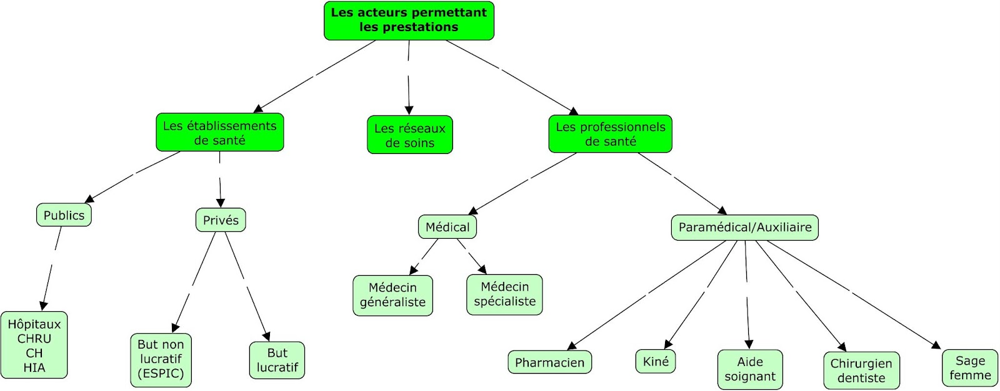 Les acteurs permettant
les prestations
Les établissements
de santé
Les réseaux
de soins
Les professionnels
de santé
Publics
Privés
Médical
Paramédical/Auxiliaire
Médecin
généraliste
Médecin
spécialiste
Hôpitaux
CHRU
CH
HIA
But non
lucratif
(ESPIC)
But
lucratif
Pharmacien
Kiné
Aide
soignant
Chirurgien
dentiste
Sage
femme